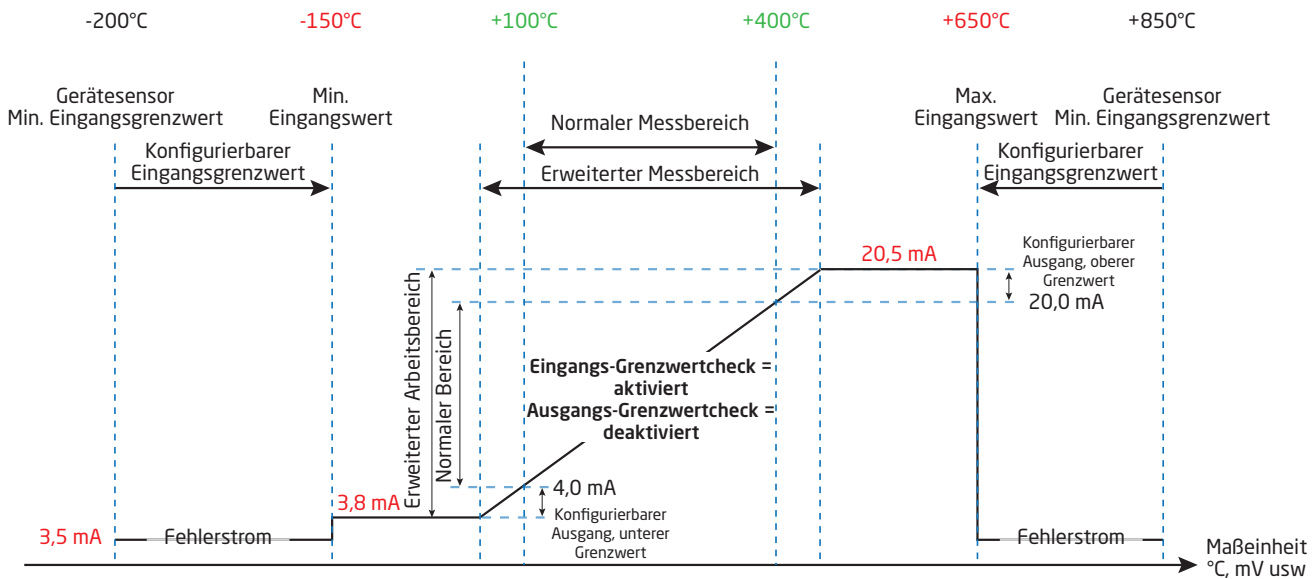 -200°C
-150°C
+100°C
+400°C
+650°C
+850°C
Gerätesensor
Min. Eingangsgrenzwert
Min.
Eingangswert
Max.
Eingangswert
Gerätesensor
Min. Eingangsgrenzwert
Normaler Messbereich
Konfigurierbarer
Eingangsgrenzwert
Erweiterter Messbereich
Konfigurierbarer
Eingangsgrenzwert
20,5 mA
Konfigurierbarer
Ausgang, oberer
Grenzwert
20,0 mA
Erweiterter Arbeitsbereich
Normaler Bereich
Eingangs-Grenzwertcheck =
aktiviert
Ausgangs-Grenzwertcheck =
deaktiviert
4,0 mA
3,8 mA
Konfigurierbarer
Ausgang, unterer
Grenzwert
3,5 mA
Fehlerstrom
Fehlerstrom
Maßeinheit
°C, mV usw